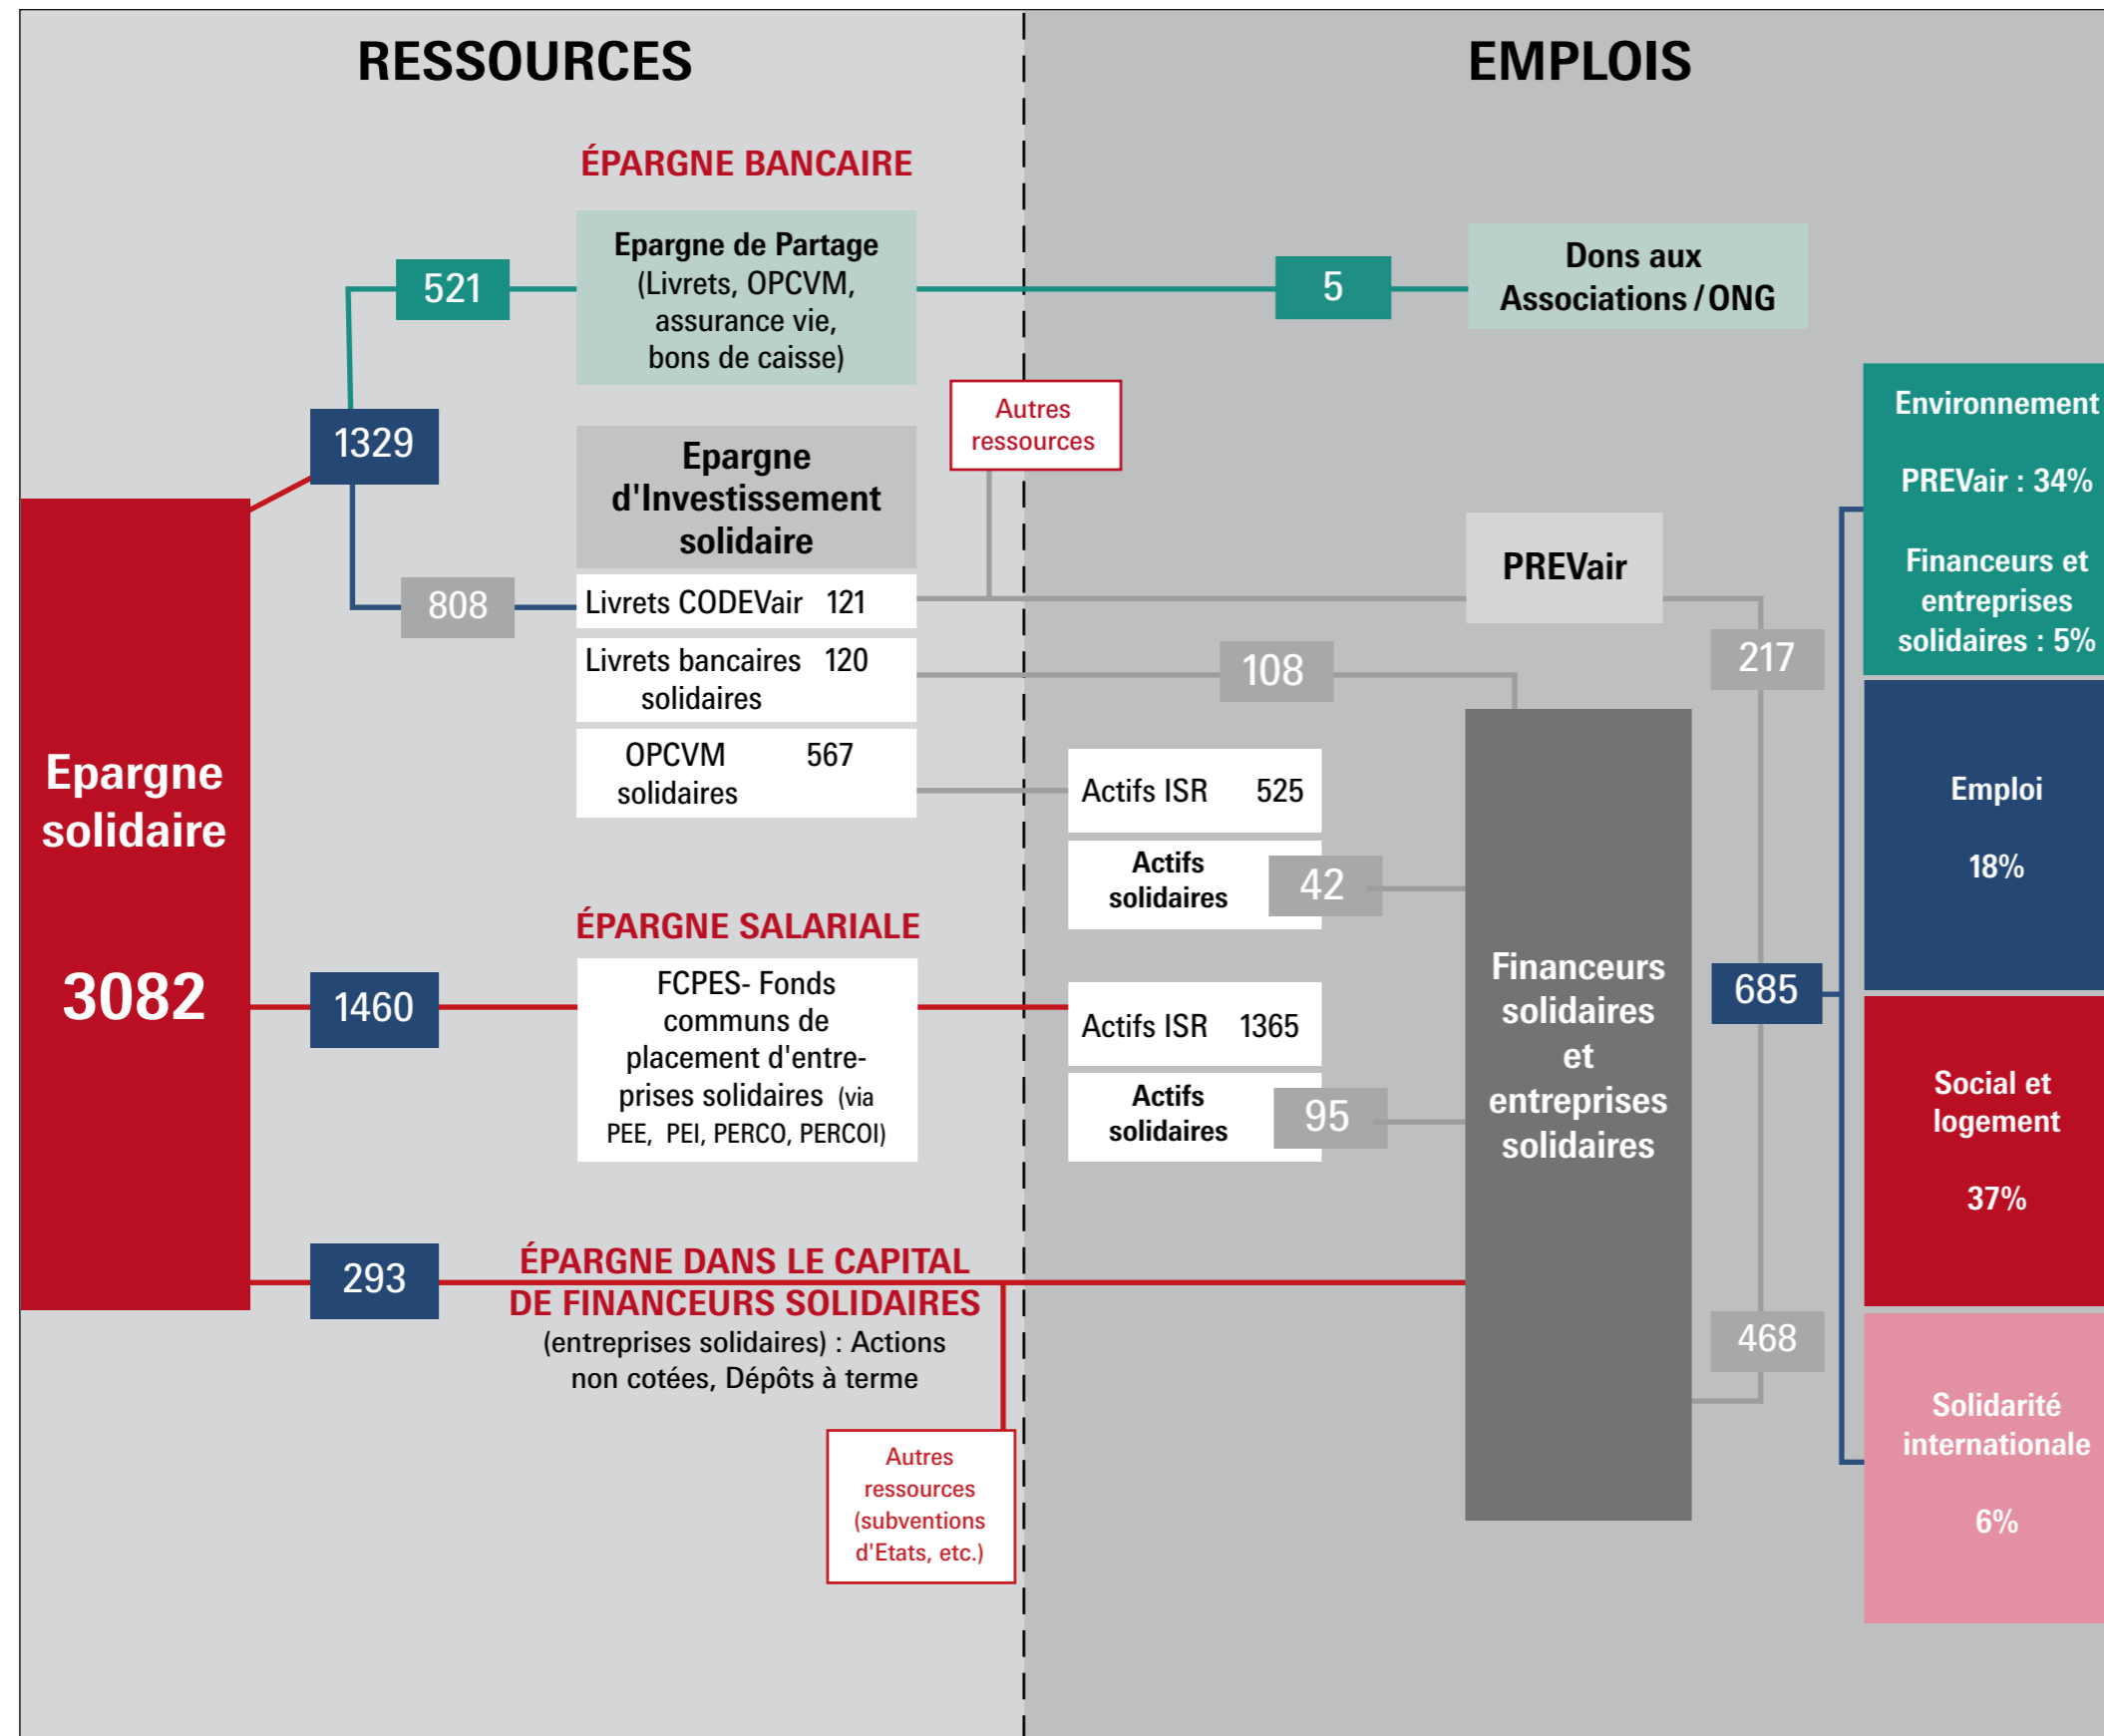 RESSOURCES
EMPLOIS
ÉPARGNE BANCAIRE
521
Epargne de Partage
(Livrets, OPCVM,
assurance vie,
bons de caisse)
5
Dons aux
Associations / ONG
1329
Autres
ressources
Epargne
d'Investissement
solidaire
808
Livrets CODEVair 121
Livrets bancaires 120
solidaires
OPCVM 567
solidaires
PREVair
217
108
Actifs ISR 525
Actifs
solidaires
42
Epargne
solidaire
3082
ÉPARGNE SALARIALE
1460
FCPES- Fonds
communs de
placement d'entre-
prises solidaires (via
PEE, PEI, PERCO, PERCOI)
Actifs ISR 1365
Actifs
solidaires
95
Financeurs
solidaires
et
entreprises
solidaires
685
468
293
ÉPARGNE DANS LE CAPITAL
DE FINANCEURS SOLIDAIRES
(entreprises solidaires) : Actions
non cotées, Dépôts à terme
Autres
ressources
(subventions
d'Etats, etc.)
Environnement
PREVair : 34%
Financeurs et
entreprises
solidaires : 5%
Emploi
18%
Social et
logement
37%
Solidarité
internationale
6%